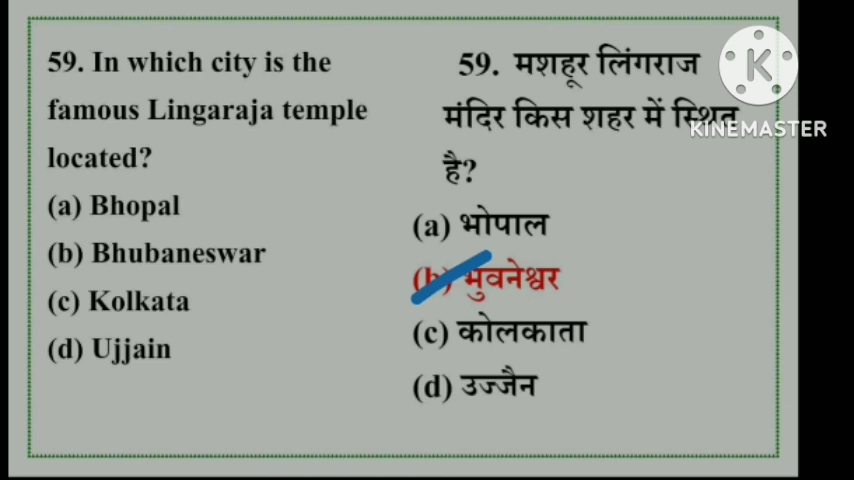 59. In which city is the
famous Lingaraja temple
located?
(a) Bhopal
(b) Bhubaneswar
(c) Kolkata
(d) Ujjain
59. मशहूर लिंगराज
मंदिर किस शहर में स्थित
है?
(a) भोपाल
(b) भुवनेश्वर
(c) कोलकाता
(d) उज्जैन
K
KINEMASTER